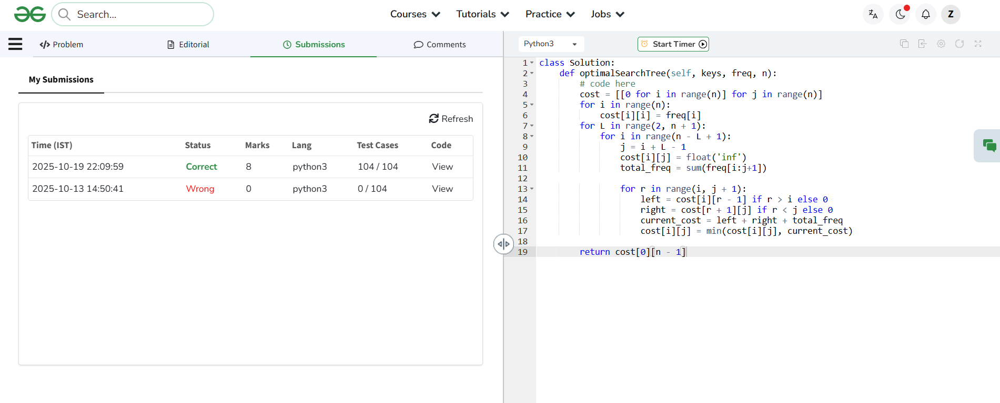 Search...
Courses
Tutorials
Practice
Jobs
Z
</> Problem
Editorial
Submissions
Comments
My Submissions
Refresh
Time (IST) Status Marks Lang Test Cases Code
2025-10-19 22:09:59 Correct 8 python3 104 / 104 View
2025-10-13 14:50:41 Wrong 0 python3 0 / 104 View
Python3
Start Timer
1 class Solution:
2     def optimalSearchTree(self, keys, freq, n):
3         # code here
4         cost = [[0 for i in range(n)] for j in range(n)]
5         for i in range(n):
6             cost[i][i] = freq[i]
7         for L in range(2, n + 1):
8             for i in range(n - L + 1):
9                 j = i + L - 1
10                 cost[i][j] = float('inf')
11                 total_freq = sum(freq[i:j+1])
12
13                 for r in range(i, j + 1):
14                     left = cost[i][r - 1] if r > i else 0
15                     right = cost[r + 1][j] if r < j else 0
16                     current_cost = left + right + total_freq
17                     cost[i][j] = min(cost[i][j], current_cost)
18
19         return cost[0][n - 1]